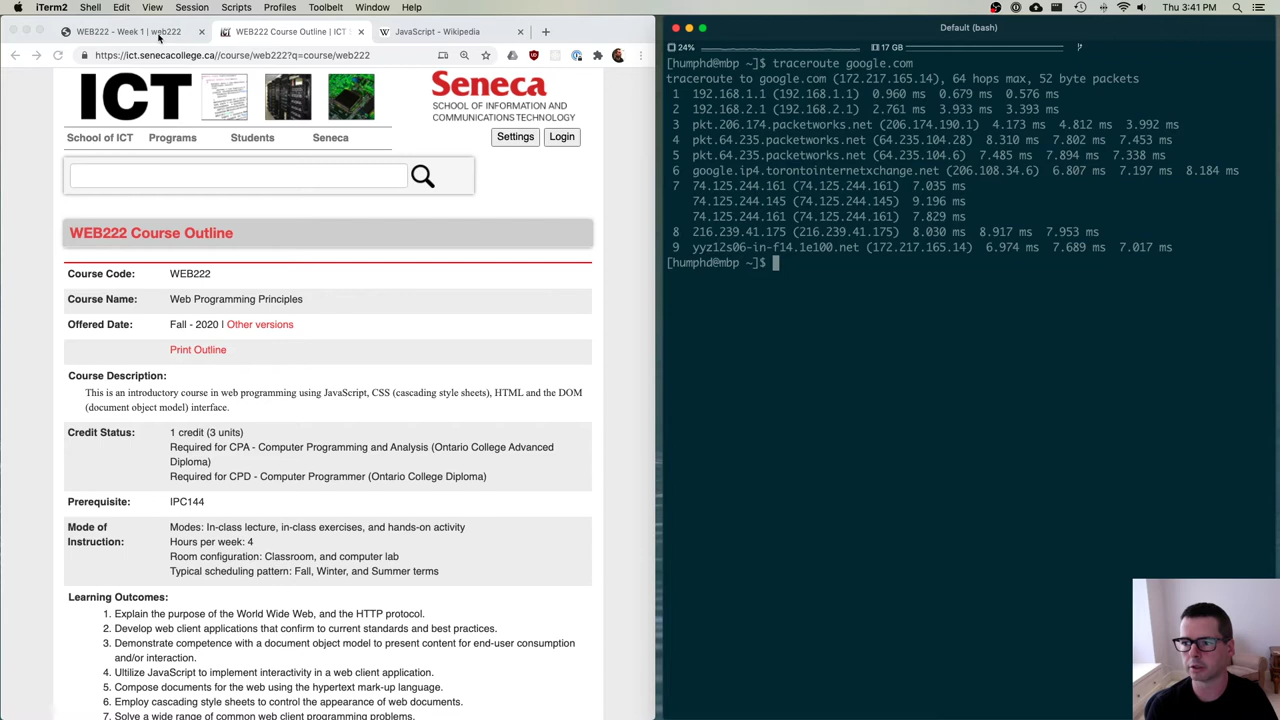 iTerm2 Shell Edit View Session Scripts Profiles Toolbelt Window Help
Thu 3:41 PM
WEB222 - Week 1 | web222
WEB222 Course Outline | ICT
JavaScript - Wikipedia
https://ict.senecacollege.ca//course/web222?q=course/web222
ICT
Seneca
SCHOOL OF INFORMATION AND
COMMUNICATIONS TECHNOLOGY
School of ICT Programs Students Seneca
Settings Login
WEB222 Course Outline
Course Code: WEB222
Course Name: Web Programming Principles
Offered Date: Fall - 2020 | Other versions
Print Outline
Course Description:
This is an introductory course in web programming using JavaScript, CSS (cascading style sheets), HTML and the DOM
(document object model) interface.
Credit Status: 1 credit (3 units)
Required for CPA - Computer Programming and Analysis (Ontario College Advanced
Diploma)
Required for CPD - Computer Programmer (Ontario College Diploma)
Prerequisite: IPC144
Mode of Modes: In-class lecture, in-class exercises, and hands-on activity
Instruction: Hours per week: 4
Room configuration: Classroom, and computer lab
Typical scheduling pattern: Fall, Winter, and Summer terms
Learning Outcomes:
1. Explain the purpose of the World Wide Web, and the HTTP protocol.
2. Develop web client applications that confirm to current standards and best practices.
3. Demonstrate competence with a document object model to present content for end-user consumption
and/or interaction.
4. Ultilize JavaScript to implement interactivity in a web client application.
5. Compose documents for the web using the hypertext mark-up language.
6. Employ cascading style sheets to control the appearance of web documents.
7. Solve a wide range of common web client programming problems.
Default (bash)
24% 17 GB
[humphd@mbp ~]$ traceroute google.com
traceroute to google.com (172.217.165.14), 64 hops max, 52 byte packets
1 192.168.1.1 (192.168.1.1) 0.960 ms 0.679 ms 0.576 ms
2 192.168.2.1 (192.168.2.1) 2.761 ms 3.933 ms 3.393 ms
3 pkt.206.174.packetworks.net (206.174.190.1) 4.173 ms 4.812 ms 3.992 ms
4 pkt.64.235.packetworks.net (64.235.104.28) 8.310 ms 7.802 ms 7.453 ms
5 pkt.64.235.packetworks.net (64.235.104.6) 7.485 ms 7.894 ms 7.338 ms
6 google.ip4.torontointernetxchange.net (206.108.34.6) 6.807 ms 7.197 ms 8.184 ms
7 74.125.244.161 (74.125.244.161) 7.035 ms
74.125.244.145 (74.125.244.145) 9.196 ms
74.125.244.161 (74.125.244.161) 7.829 ms
8 216.239.41.175 (216.239.41.175) 8.030 ms 8.917 ms 7.953 ms
9 yyz12s06-in-f14.1e100.net (172.217.165.14) 6.974 ms 7.689 ms 7.017 ms
[humphd@mbp ~]$